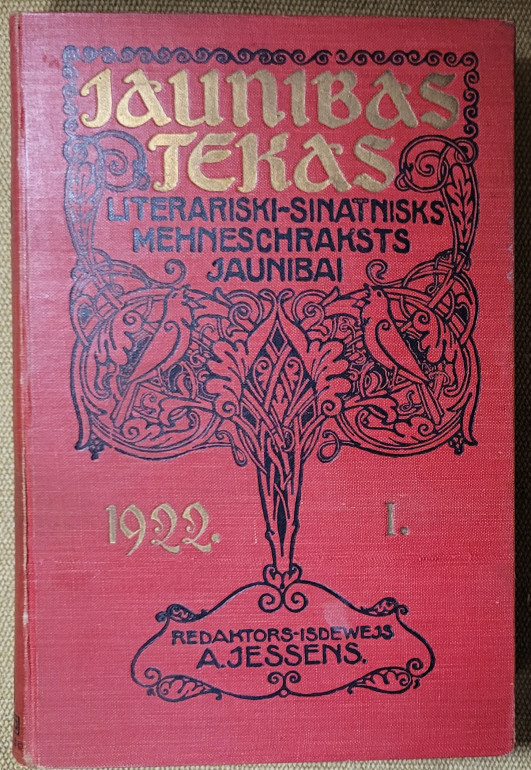 JAUNIBAS
TEKAS
LITERARISKI-SINATNISKS
MEHNESCHRAKSTS
JAUNIBAI
1922. I.
REDAKTORS-ISDEWEJS
A. JESSENS.